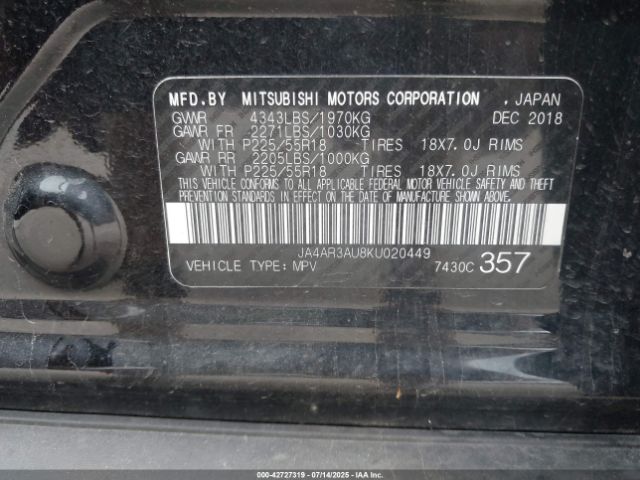 MFD.BY MITSUBISHI MOTORS CORPORATION , JAPAN
GVWR 4343LBS/1970KG DEC 2018
GAWR FR 2271LBS/1030KG
WITH P225/55R18 TIRES 18X7.0J RIMS
GAWR RR 2205LBS/1000KG
WITH P225/55R18 TIRES 18X7.0J RIMS
THIS VEHICLE CONFORMS TO ALL APPLICABLE FEDERAL MOTOR VEHICLE SAFETY AND THEFT
PREVENTION STANDARDS IN EFFECT ON THE DATE OF MANUFACTURE SHOWN ABOVE.
JA4AR3AU8KU020449
VEHICLE TYPE: MPV 7430C 357
000-42727319 07/14/2025 IAAI, INC.